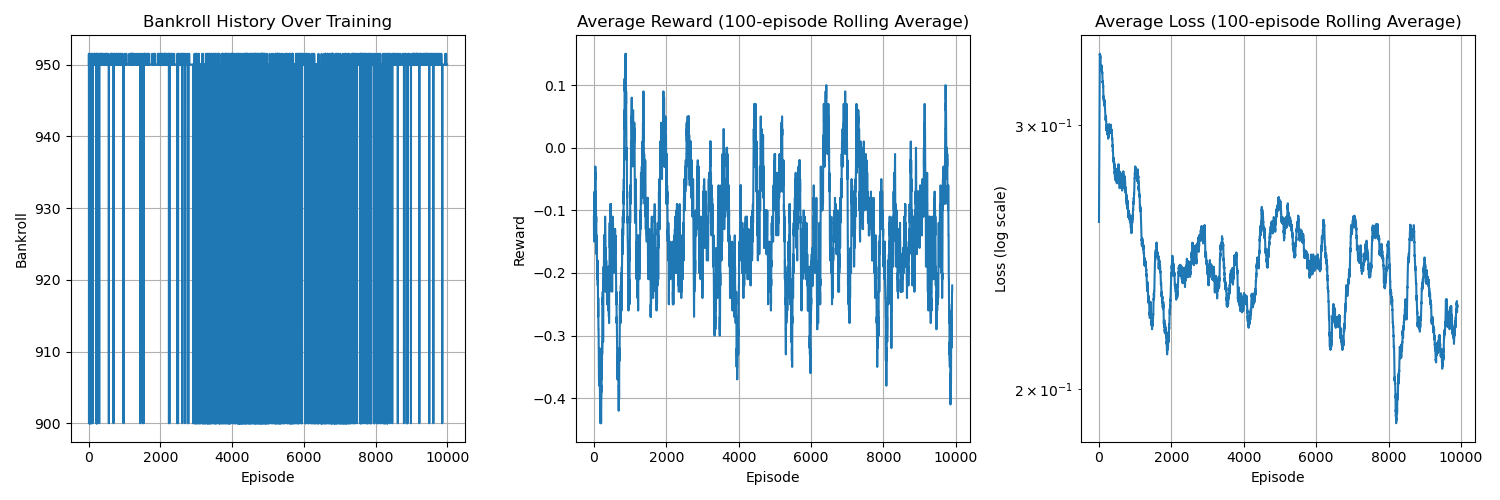 Bankroll History Over Training
Average Reward (100-episode Rolling Average)
Average Loss (100-episode Rolling Average)
Bankroll
950
940
930
920
910
900
0 2000 4000 6000 8000 10000
Episode
Reward
0.1
0.0
−0.1
−0.2
−0.3
−0.4
0 2000 4000 6000 8000 10000
Episode
Loss (log scale)
3 × 10⁻¹
2 × 10⁻¹
0 2000 4000 6000 8000 10000
Episode